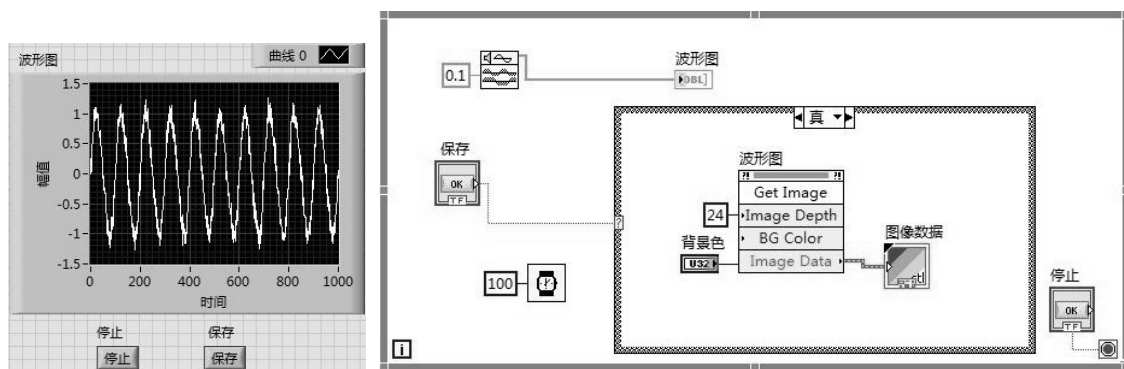 波形图
曲线 0
幅值
1.5
1
0.5
0
-0.5
-1
-1.5
0
200
400
600
800
1000
时间
停止
保存
停止
保存
0.1
波形图
DBL
真
保存
OK
TF
?
波形图
?! ?!
Get Image
24
Image Depth
背景色
BG Color
U32
Image Data
图像数据
100
停止
OK
TF
i